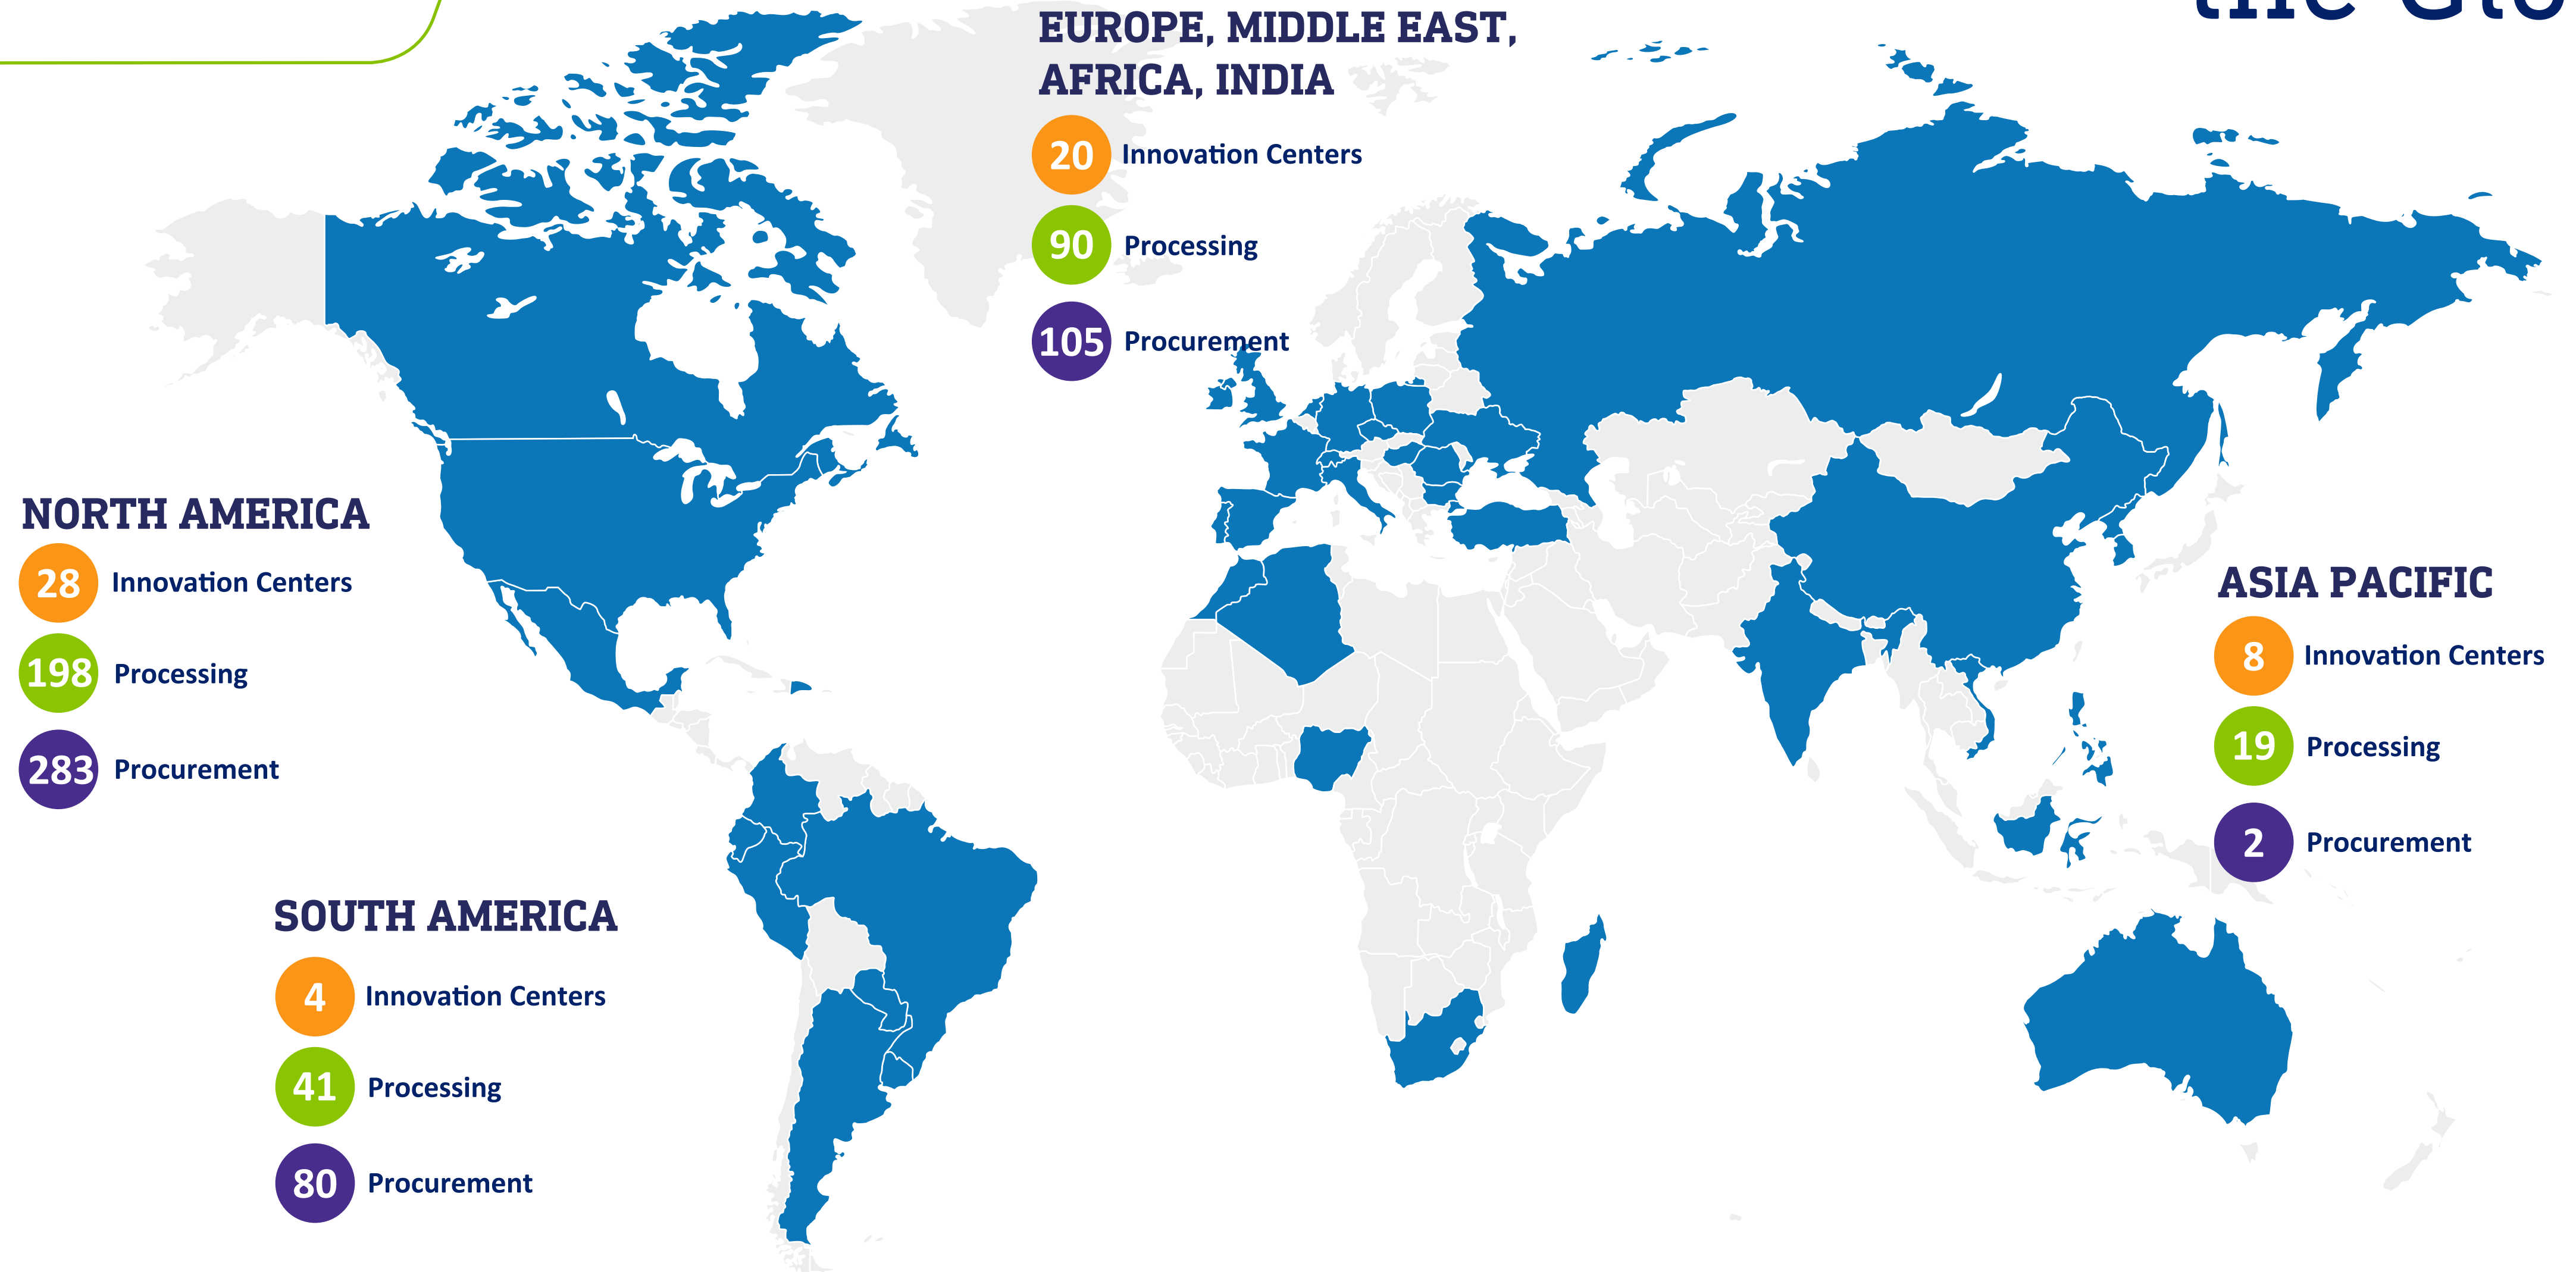 the Glo
EUROPE, MIDDLE EAST,
AFRICA, INDIA
20 Innovation Centers
90 Processing
105 Procurement
NORTH AMERICA
28 Innovation Centers
198 Processing
283 Procurement
ASIA PACIFIC
8 Innovation Centers
19 Processing
2 Procurement
SOUTH AMERICA
4 Innovation Centers
41 Processing
80 Procurement